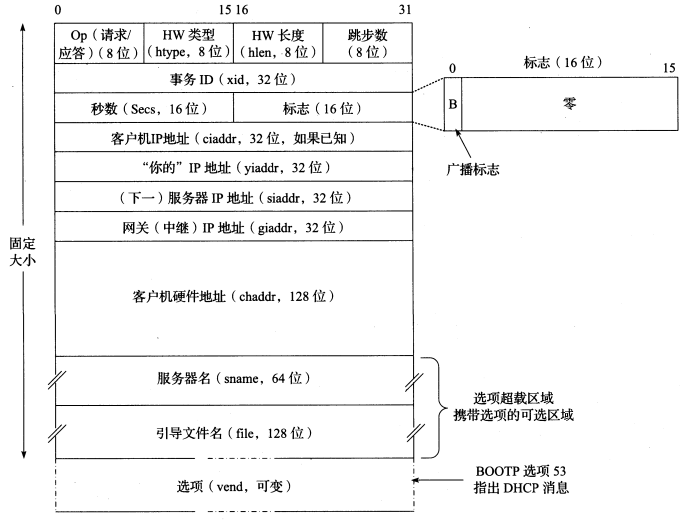 0 15 16 31
Op（请求/ HW 类型 HW 长度 跳步数
应答）（8 位） （htype，8 位） （hlen，8 位） （8 位）
事务 ID（xid，32 位）
秒数（Secs，16 位） 标志（16 位）
客户机IP地址（ciaddr，32 位，如果已知）
“你的” IP 地址（yiaddr，32 位）
（下一）服务器 IP 地址（siaddr，32 位）
网关（中继）IP 地址（giaddr，32 位）
客户机硬件地址（chaddr，128 位）
服务器名（sname，64 位）
引导文件名（file，128 位）
选项（vend，可变）
固定
大小
标志（16 位）
0 15
B 零
广播标志
选项超载区域
携带选项的可选区域
BOOTP 选项 53
指出 DHCP 消息